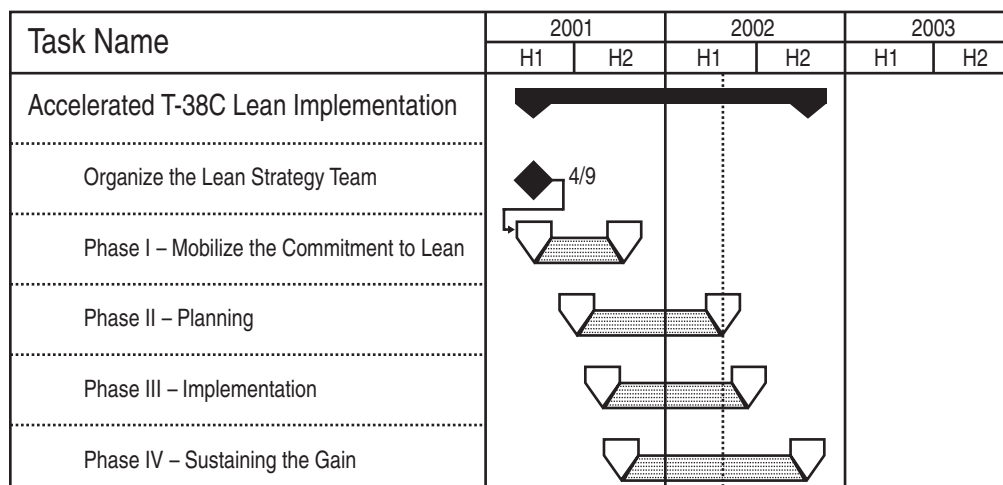 Task Name
2001 2002 2003
H1 H2 H1 H2 H1 H2
Accelerated T-38C Lean Implementation
Organize the Lean Strategy Team
4/9
Phase I – Mobilize the Commitment to Lean
Phase II – Planning
Phase III – Implementation
Phase IV – Sustaining the Gain